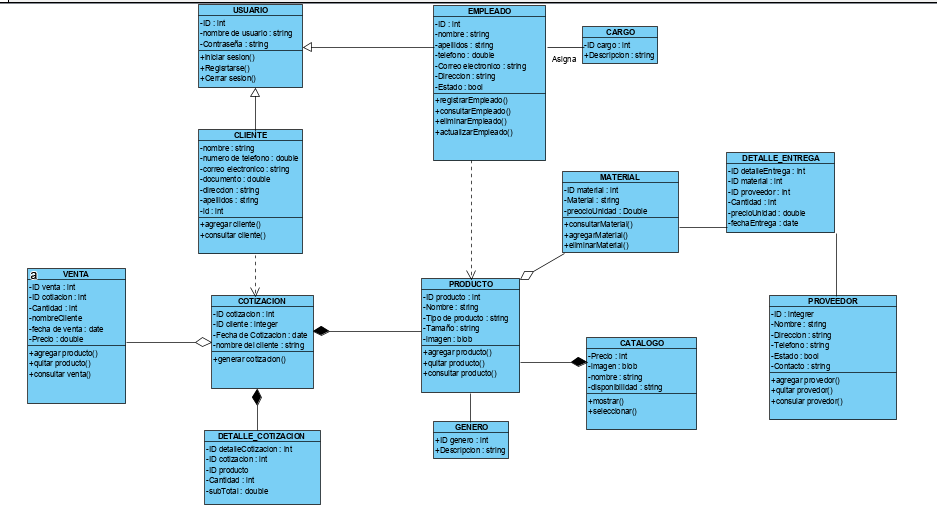 USUARIO
-ID : int
-nombre de usuario : string
-Contraseña : string
+Iniciar sesion()
+Regisrtarse()
+Cerrar sesion()
EMPLEADO
-ID : int
-nombre : string
-apellidos : string
-telefono : double
-Correo electronico : string
-Direccion : string
-Estado : bool
+registrarEmpleado()
+consultarEmpleado()
+eliminarEmpleado()
+actualizarEmpleado()
CARGO
-ID cargo : int
+Descripcion : string
Asigna
CLIENTE
-nombre : string
-numero de telefono : double
-correo electronico : string
-documento : double
-direccion : string
-apellidos : string
-id : int
+agregar cliente()
+consultar cliente()
MATERIAL
-ID material : int
-Material : string
-precioUnidad : Double
+consultarMaterial()
+agregarMaterial()
+eliminarMaterial()
DETALLE_ENTREGA
-ID detalleEntrega : int
-ID material : int
-ID proveedor : int
-Cantidad : int
-precioUnidad : double
-fechaEntrega : date
a
VENTA
-ID venta : int
-ID cotiacion : int
-Cantidad : int
-nombreCliente
-fecha de venta : date
-Precio : double
+agregar producto()
+quitar producto()
+consultar venta()
COTIZACION
-ID cotizacion : int
-ID cliente : integer
-Fecha de Cotizacion : date
-nombre del cliente : string
+generar cotizacion()
PRODUCTO
-ID producto : int
-Nombre : string
-Tipo de producto : string
-Tamaño : string
-Imagen : blob
+agregar producto()
+quitar producto()
+consultar producto()
PROVEEDOR
-ID : Integrer
-Nombre : string
-Direccion : string
-Telefono : string
-Estado : bool
-Contacto : string
+agregar provedor()
+quitar provedor()
+consular provedor()
CATALOGO
-Precio : int
-Imagen : blob
-nombre : string
-disponibilidad : string
+mostrar()
+seleccionar()
GENERO
+ID genero : int
+Descripcion : string
DETALLE_COTIZACION
-ID detalleCotizacion : int
-ID cotizacion : int
-ID producto
-Cantidad : int
-subTotal : double